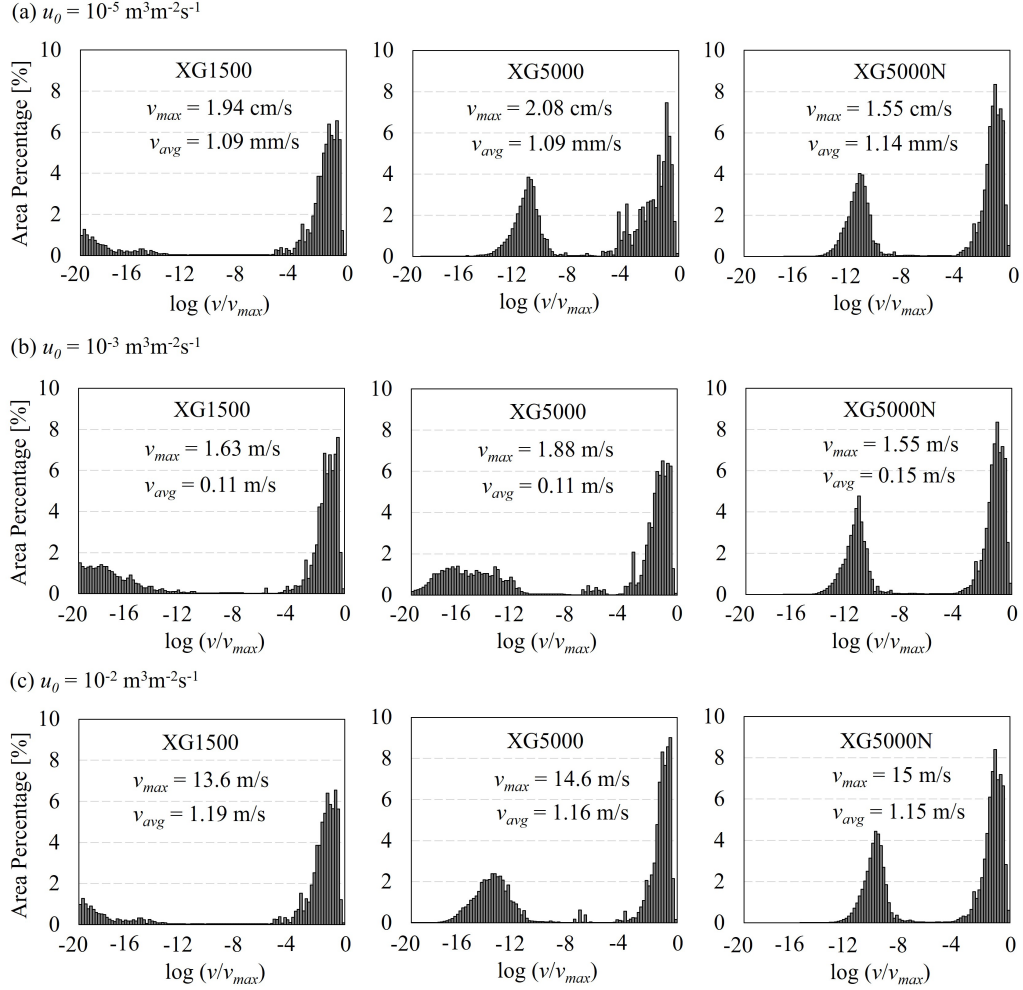 (a) u₀ = 10⁻⁵ m³m⁻²s⁻¹
Area Percentage [%]
10
8
6
4
2
0
XG1500
vₘₐₓ = 1.94 cm/s
v_avg = 1.09 mm/s
-20 -16 -12 -8 -4 0
log (v/vₘₐₓ)
10
8
6
4
2
0
XG5000
vₘₐₓ = 2.08 cm/s
v_avg = 1.09 mm/s
-20 -16 -12 -8 -4 0
log (v/vₘₐₓ)
10
8
6
4
2
0
XG5000N
vₘₐₓ = 1.55 cm/s
v_avg = 1.14 mm/s
-20 -16 -12 -8 -4 0
log (v/vₘₐₓ)
(b) u₀ = 10⁻³ m³m⁻²s⁻¹
Area Percentage [%]
10
8
6
4
2
0
XG1500
vₘₐₓ = 1.63 m/s
v_avg = 0.11 m/s
-20 -16 -12 -8 -4 0
log (v/vₘₐₓ)
10
8
6
4
2
0
XG5000
vₘₐₓ = 1.88 m/s
v_avg = 0.11 m/s
-20 -16 -12 -8 -4 0
log (v/vₘₐₓ)
10
8
6
4
2
0
XG5000N
vₘₐₓ = 1.55 m/s
v_avg = 0.15 m/s
-20 -16 -12 -8 -4 0
log (v/vₘₐₓ)
(c) u₀ = 10⁻² m³m⁻²s⁻¹
Area Percentage [%]
10
8
6
4
2
0
XG1500
vₘₐₓ = 13.6 m/s
v_avg = 1.19 m/s
-20 -16 -12 -8 -4 0
log (v/vₘₐₓ)
10
8
6
4
2
0
XG5000
vₘₐₓ = 14.6 m/s
v_avg = 1.16 m/s
-20 -16 -12 -8 -4 0
log (v/vₘₐₓ)
10
8
6
4
2
0
XG5000N
vₘₐₓ = 15 m/s
v_avg = 1.15 m/s
-20 -16 -12 -8 -4 0
log (v/vₘₐₓ)